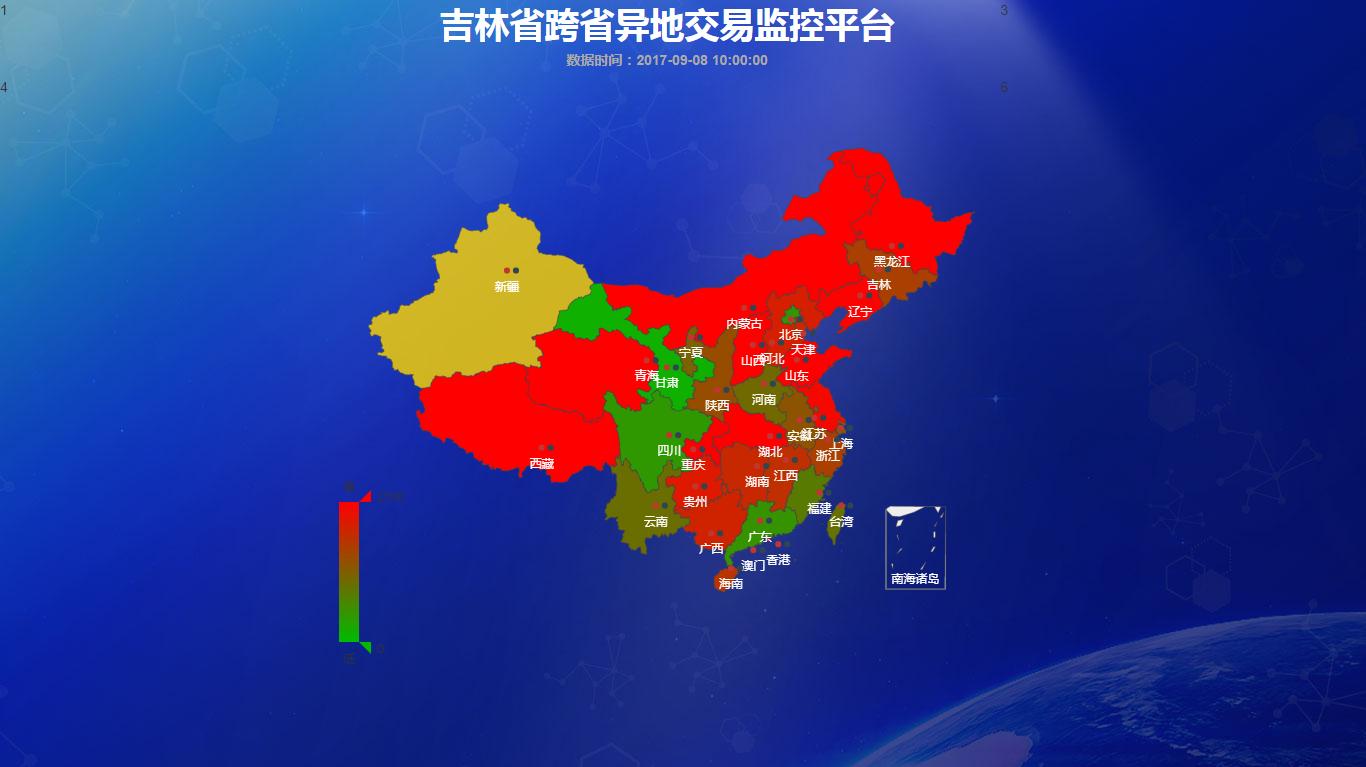 1
吉林省跨省异地交易监控平台
3
数据时间：2017-09-08 10:00:00
4
6
黑龙江
新疆
吉林
辽宁
内蒙古
北京
宁夏
天津
山西
河北
青海
甘肃
山东
陕西
河南
安徽
江苏
上海
四川
湖北
浙江
西藏
重庆
江西
湖南
贵州
福建
云南
台湾
广东
广西
澳门
香港
南海诸岛
海南
高
0
低